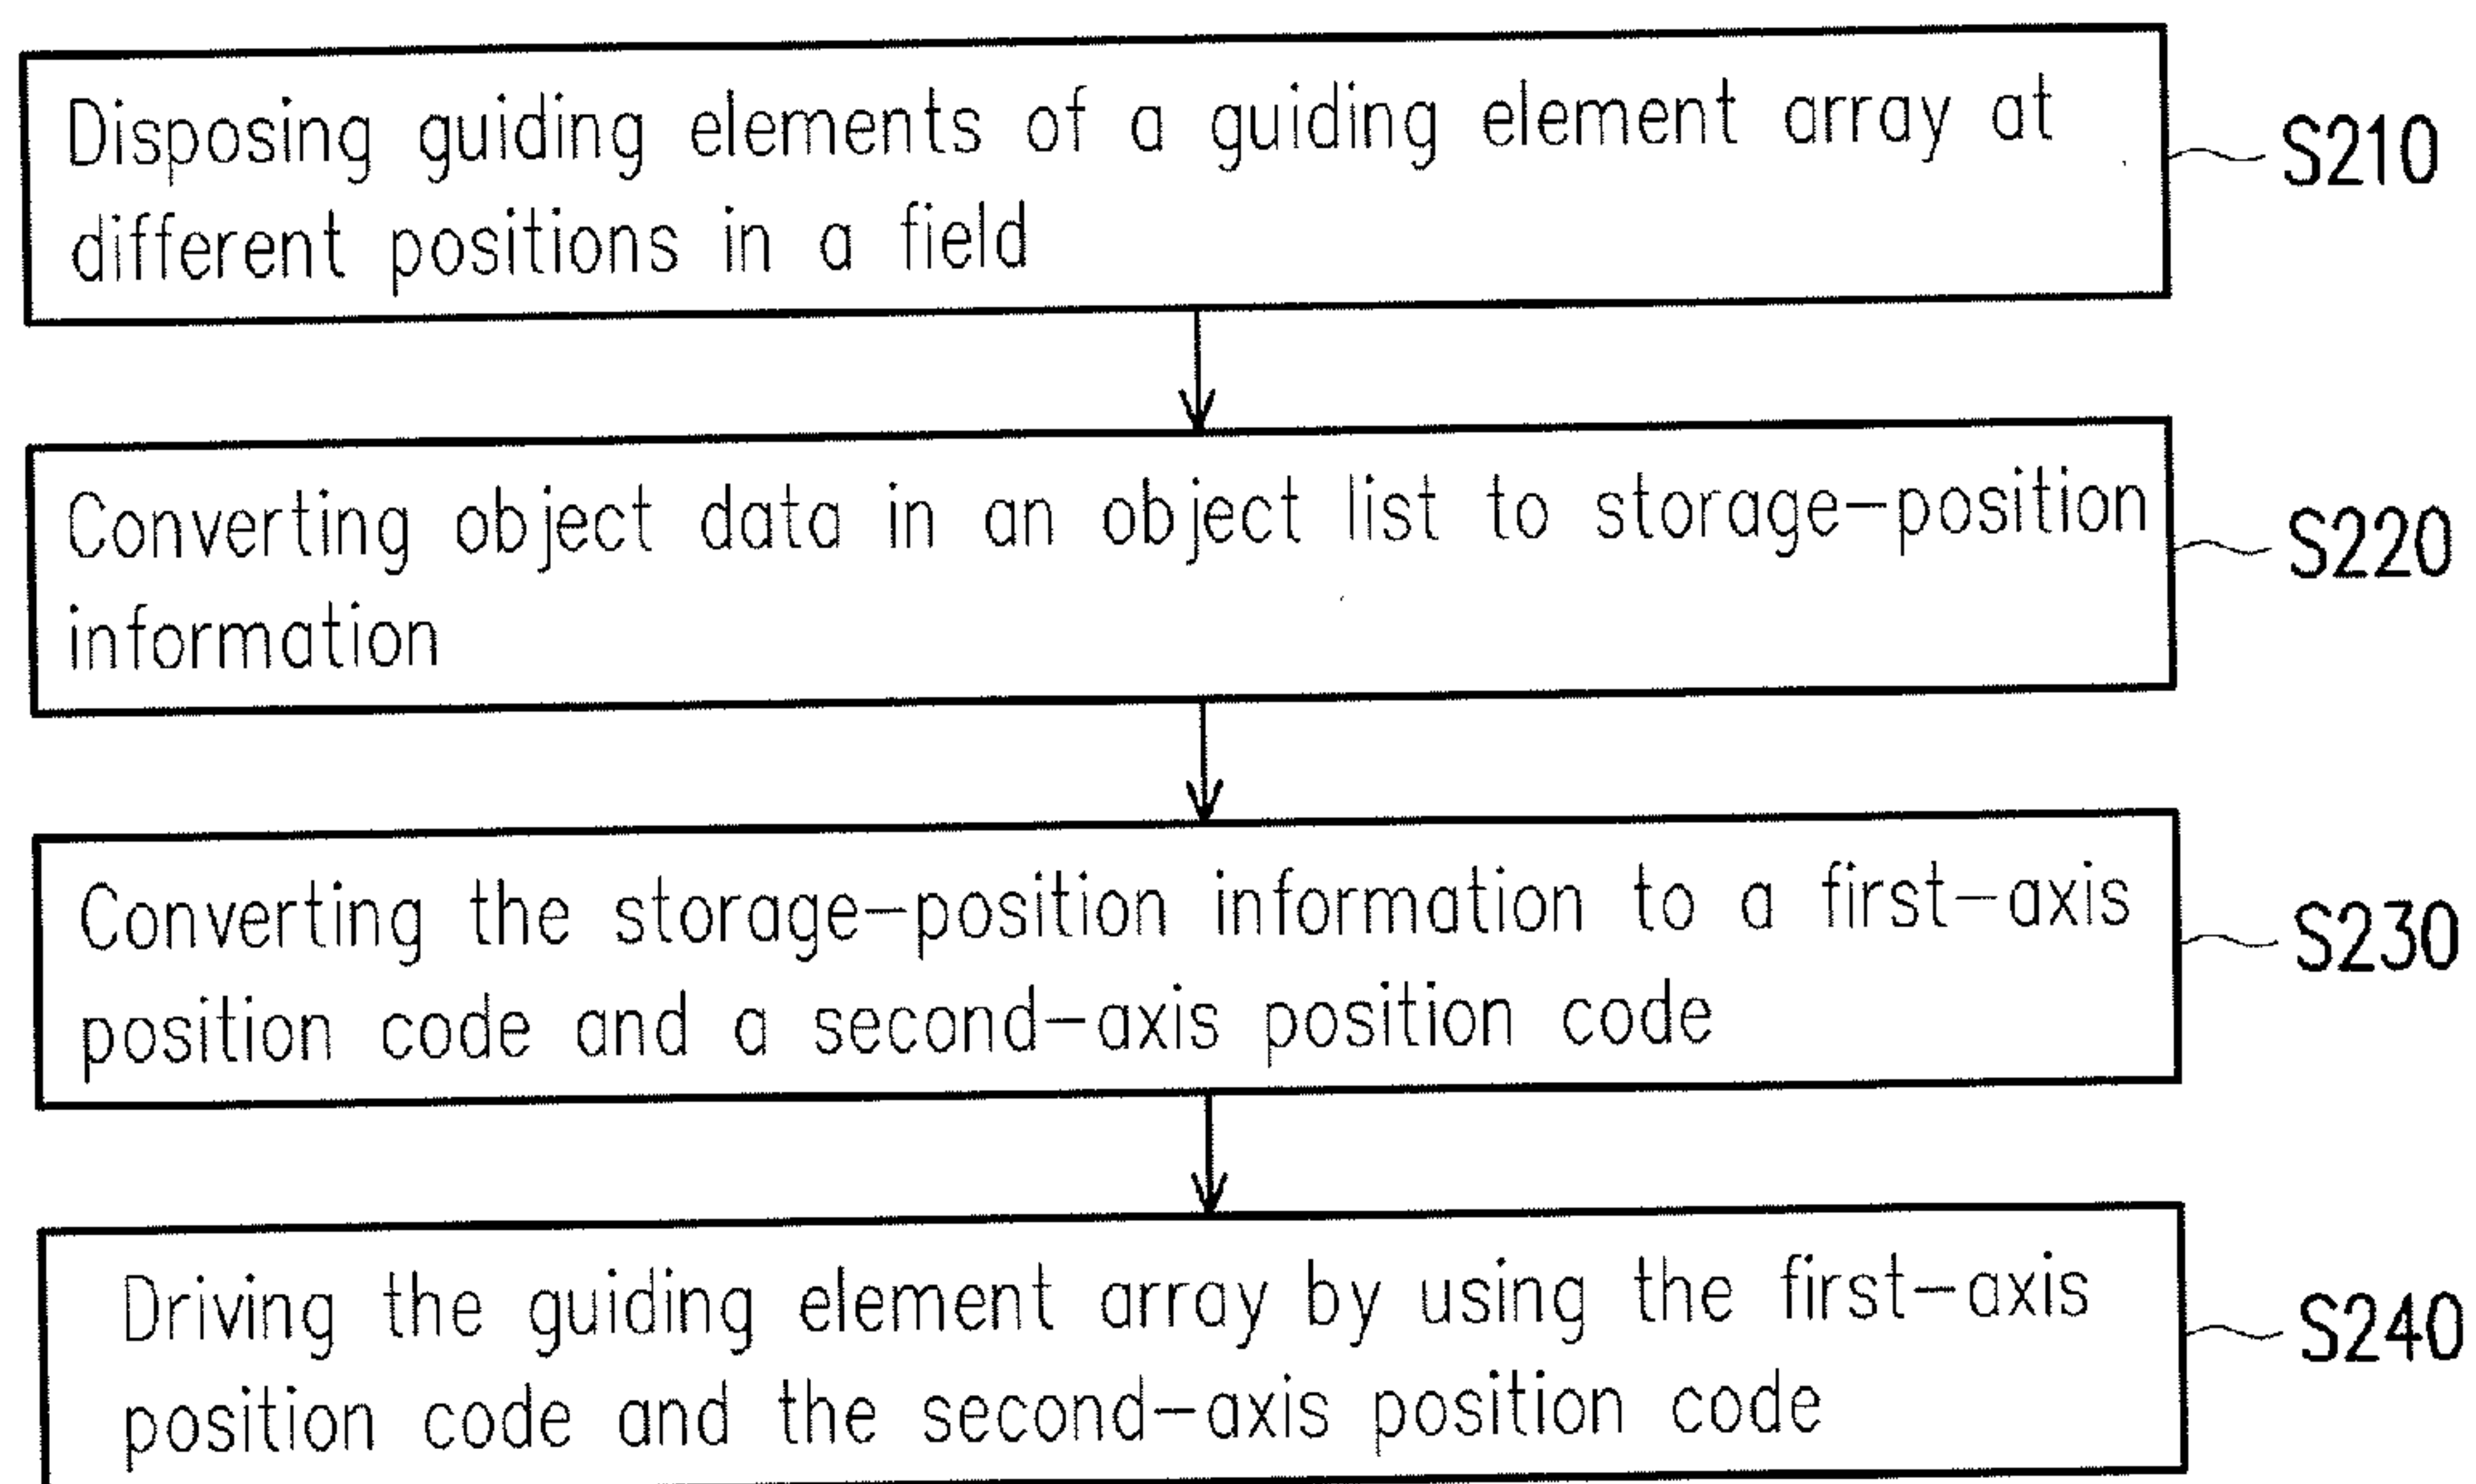 Disposing guiding elements of a guiding element array at
different positions in a field
S210
Converting object data in an object list to storage-position
information
S220
Converting the storage-position information to a first-axis
position code and a second-axis position code
S230
Driving the guiding element array by using the first-axis
position code and the second-axis position code
S240